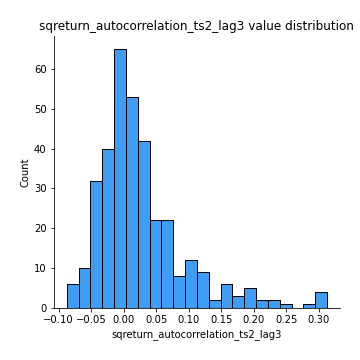 sqreturn_autocorrelation_ts2_lag3 value distribution
60
50
40
30
20
10
0
Count
−0.10 −0.05 0.00 0.05 0.10 0.15 0.20 0.25 0.30
sqreturn_autocorrelation_ts2_lag3